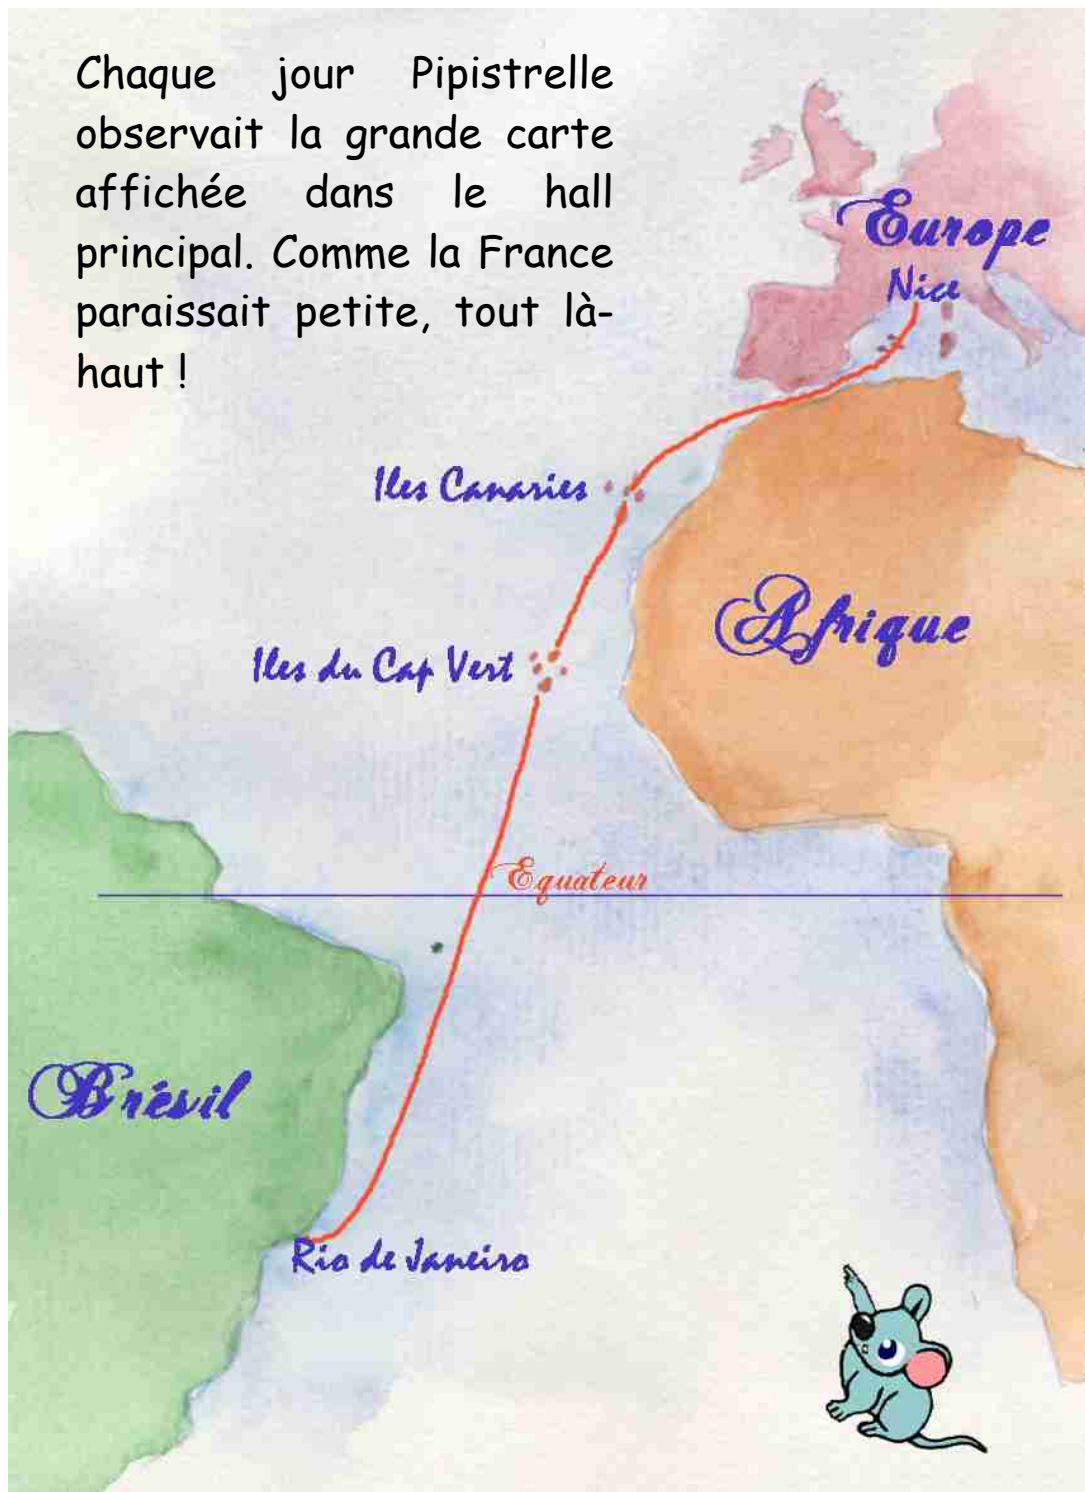 Chaque jour Pipistrelle
observait la grande carte
affichée dans le hall
principal. Comme la France
paraissait petite, tout là-
haut !
Europe
Nice
Iles Canaries
Afrique
Iles du Cap Vert
Equateur
Brésil
Rio de Janeiro